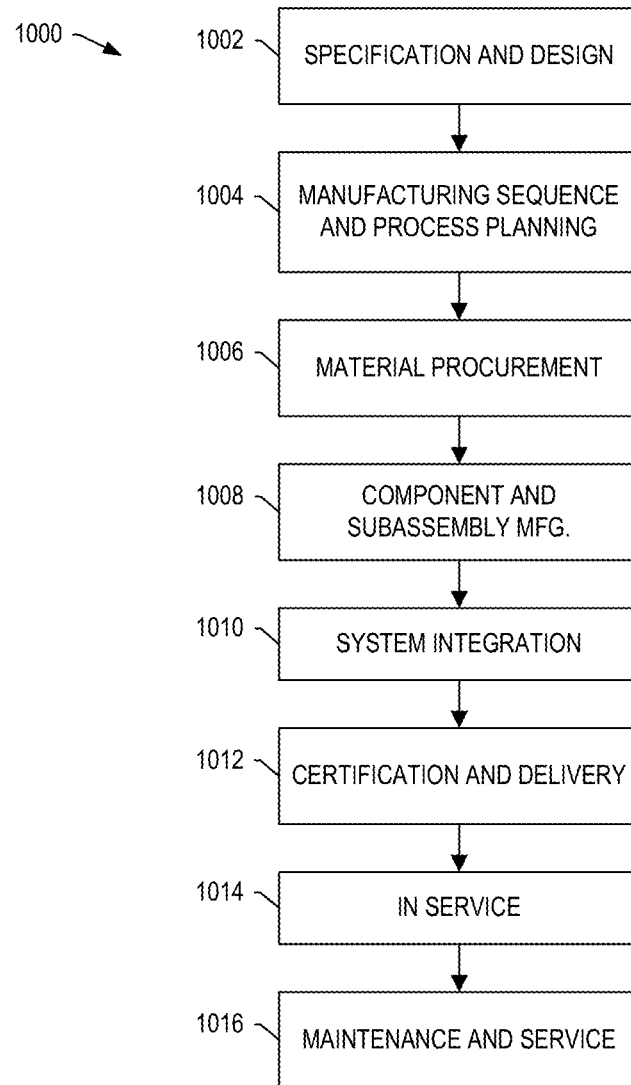 1000
1002
SPECIFICATION AND DESIGN
1004
MANUFACTURING SEQUENCE
AND PROCESS PLANNING
1006
MATERIAL PROCUREMENT
1008
COMPONENT AND
SUBASSEMBLY MFG.
1010
SYSTEM INTEGRATION
1012
CERTIFICATION AND DELIVERY
1014
IN SERVICE
1016
MAINTENANCE AND SERVICE